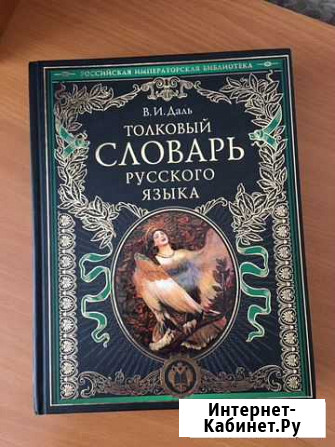 РОССИЙСКАЯ ИМПЕРАТОРСКАЯ БИБЛИОТЕКА
В. И. Даль
ТОЛКОВЫЙ
СЛОВАРЬ
РУССКОГО
ЯЗЫКА
Интернет-
Кабинет.Ру